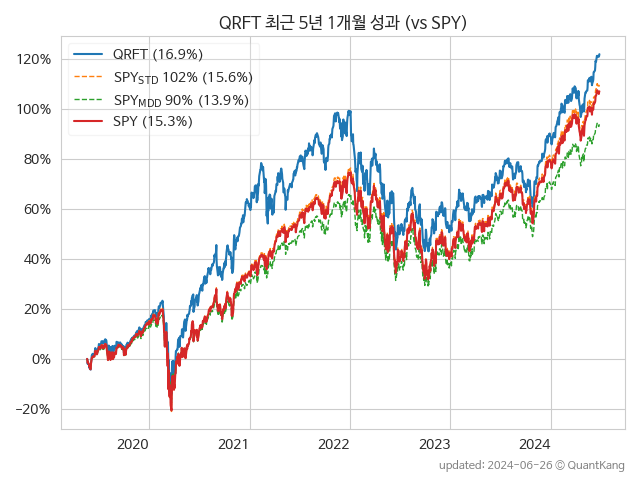 QRFT 최근 5년 1개월 성과 (vs SPY)
QRFT (16.9%)
SPY_STD 102% (15.6%)
SPY_MDD 90% (13.9%)
SPY (15.3%)
120%
100%
80%
60%
40%
20%
0%
−20%
2020 2021 2022 2023 2024
updated: 2024-06-26 © QuantKang